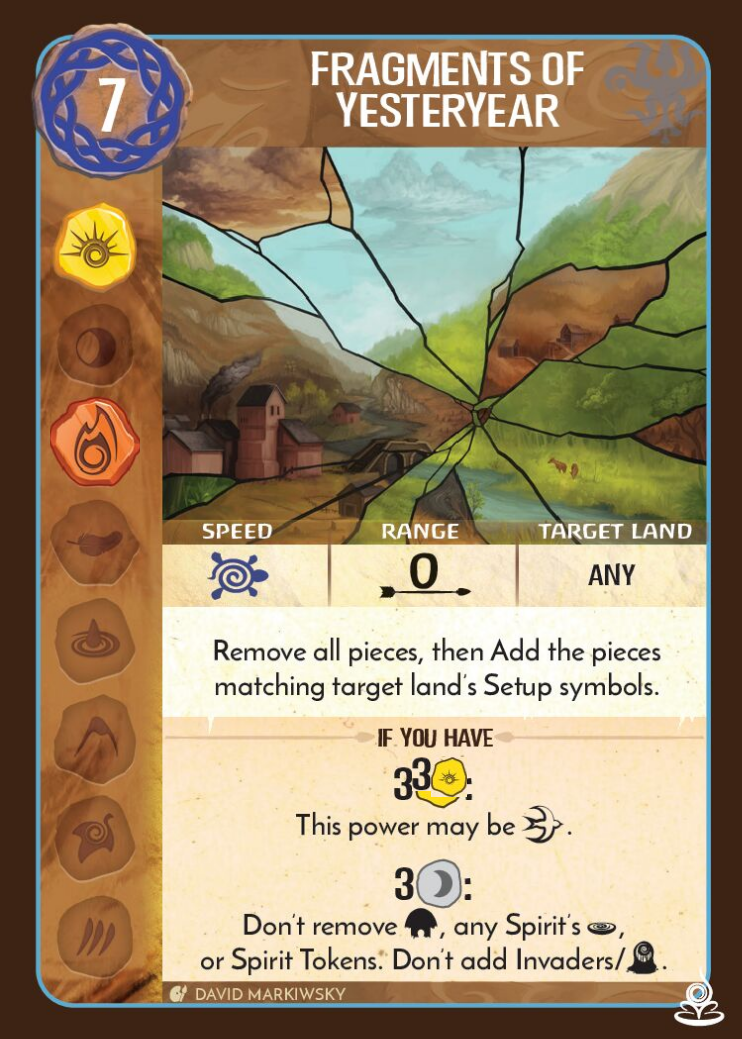 7
FRAGMENTS OF
YESTERYEAR
SPEED RANGE TARGET LAND
0 ANY
Remove all pieces, then Add the pieces
matching target land's Setup symbols.
IF YOU HAVE
33:
This power may be .
3:
Don't remove , any Spirit's ,
or Spirit Tokens. Don't add Invaders/ .
DAVID MARKIWSKY